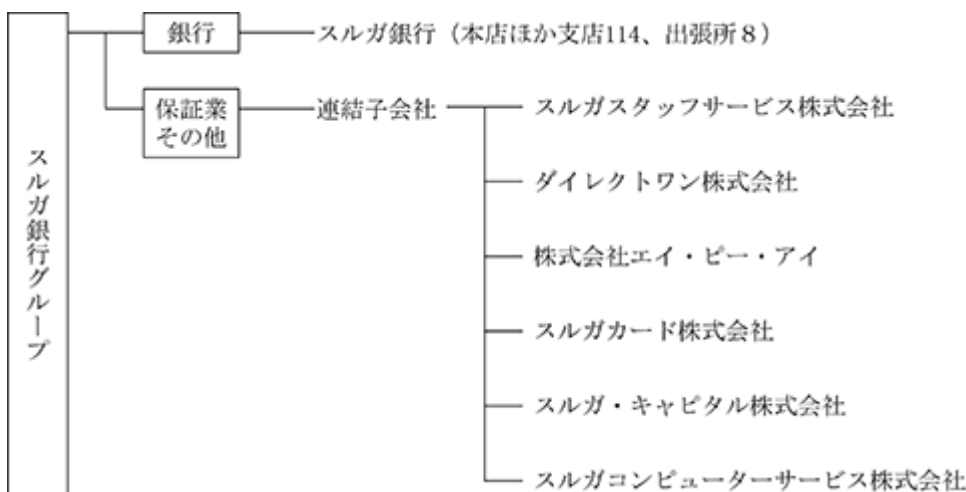 スルガ銀行グループ
銀行
スルガ銀行（本店ほか支店114、出張所８）
保証業
その他
連結子会社
スルガスタッフサービス株式会社
ダイレクトワン株式会社
株式会社エイ・ピー・アイ
スルガカード株式会社
スルガ・キャピタル株式会社
スルガコンピューターサービス株式会社